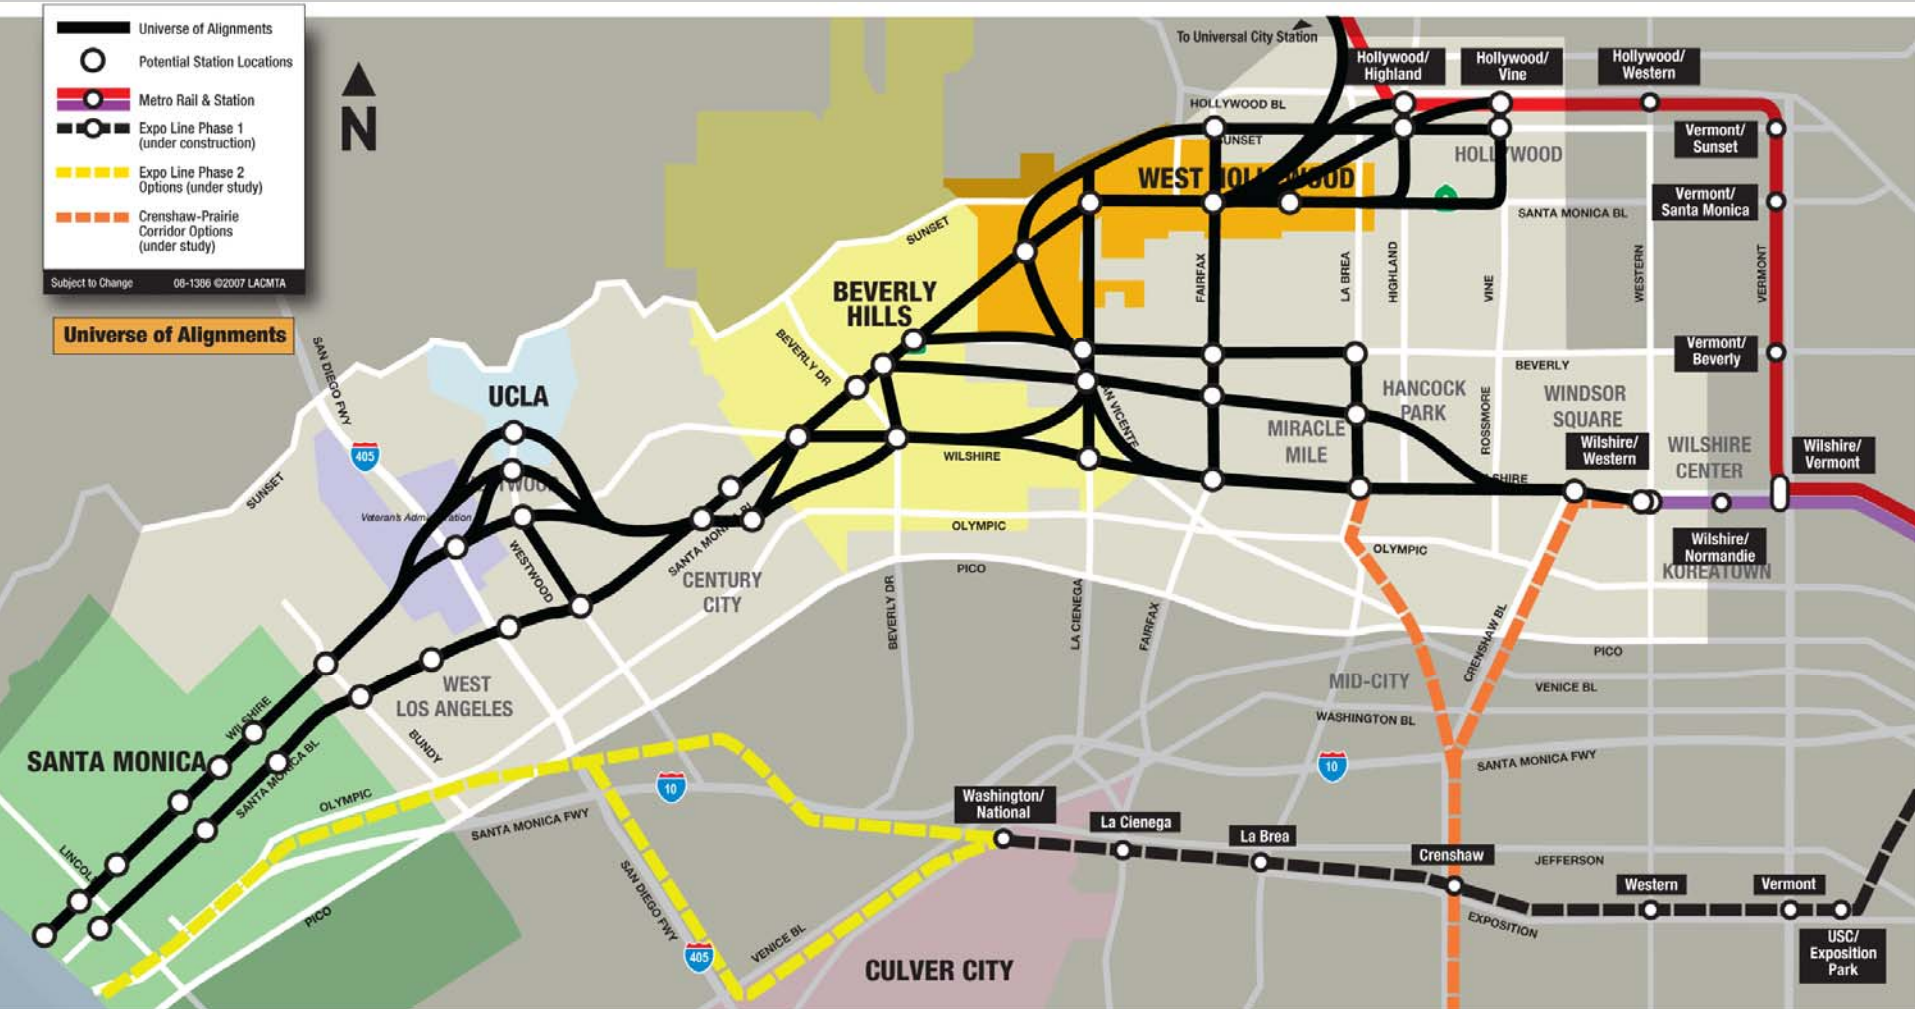 Universe of Alignments
Potential Station Locations
Metro Rail & Station
Expo Line Phase 1
(under construction)
Expo Line Phase 2
Options (under study)
Crenshaw-Prairie
Corridor Options
(under study)
Subject to Change
08-1386 ©2007 LACMTA
N
Universe of Alignments
To Universal City Station
Hollywood/
Highland
Hollywood/
Vine
Hollywood/
Western
HOLLYWOOD BL
SUNSET
HOLLYWOOD
Vermont/
Sunset
WEST HOLLYWOOD
Vermont/
Santa Monica
SANTA MONICA BL
SUNSET
FAIRFAX
LA BREA
HIGHLAND
VINE
WESTERN
VERMONT
BEVERLY
HILLS
BEVERLY DR
SAN DIEGO FWY
Vermont/
Beverly
BEVERLY
UCLA
HANCOCK
PARK
ROSSMORE
WINDSOR
SQUARE
MIRACLE
MILE
Wilshire/
Western
WILSHIRE
CENTER
Wilshire/
Vermont
405
WILSHIRE
SUNSET
Veteran's Administration
SANTA MONICA BL
OLYMPIC
OLYMPIC
Wilshire/
Normandie
KOREATOWN
WESTWOOD
CENTURY
CITY
PICO
BEVERLY DR
LA CIENEGA
FAIRFAX
CRENSHAW BL
PICO
WEST
LOS ANGELES
MID-CITY
VENICE BL
WASHINGTON BL
WILSHIRE
SANTA MONICA
SANTA MONICA BL
BUNDY
10
10
SANTA MONICA FWY
OLYMPIC
SANTA MONICA FWY
Washington/
National
La Cienega
La Brea
Crenshaw
JEFFERSON
Western
Vermont
EXPOSITION
USC/
Exposition
Park
PICO
SAN DIEGO FWY
405
VENICE BL
CULVER CITY